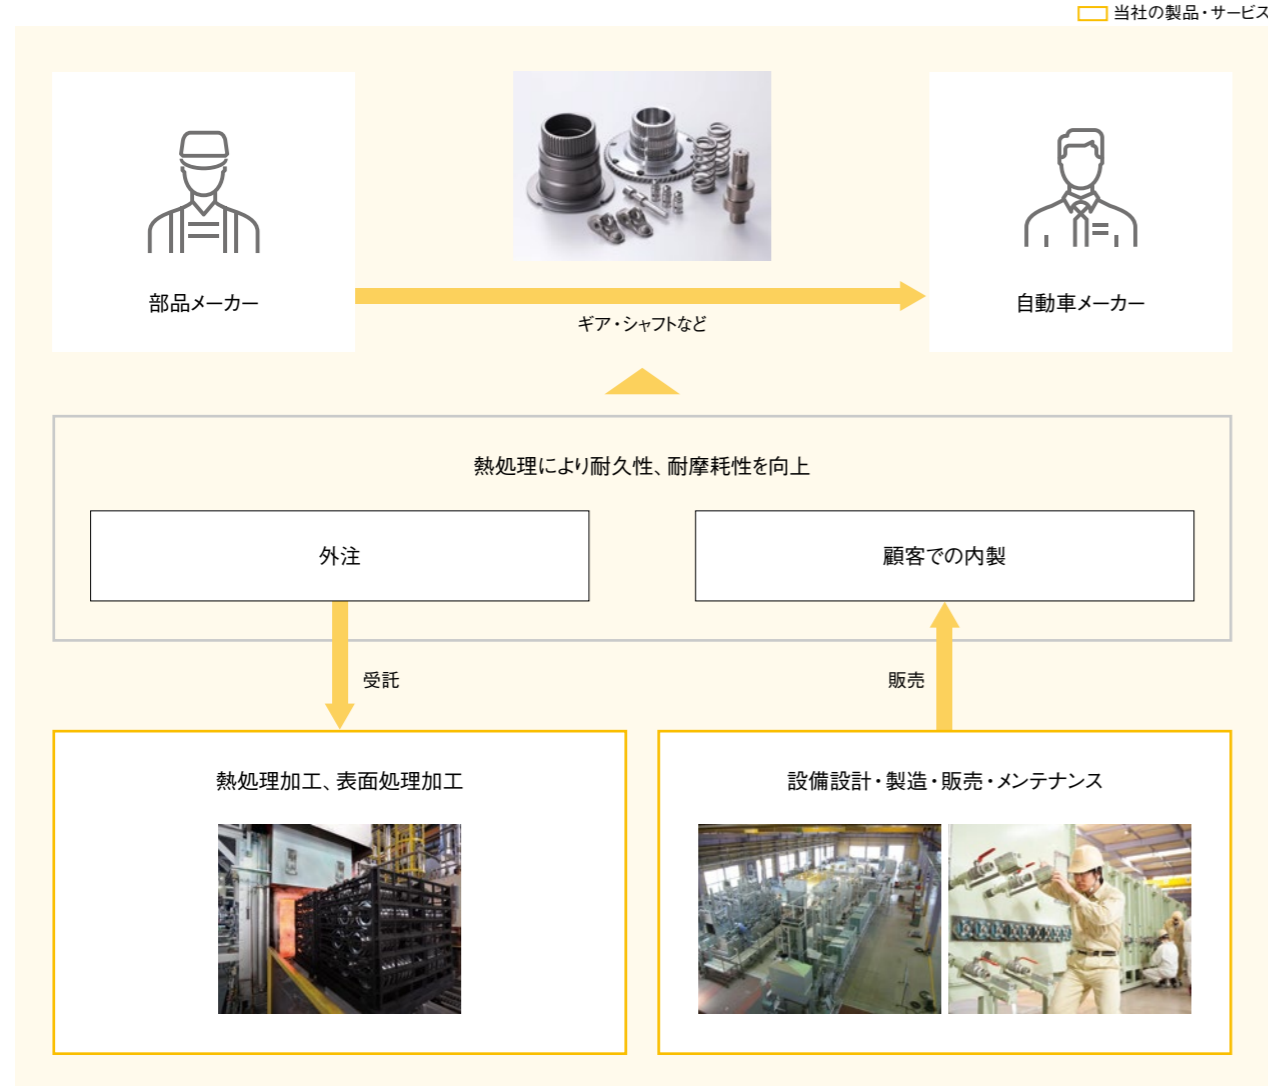 当社の製品・サービス
部品メーカー
ギア・シャフトなど
自動車メーカー
熱処理により耐久性、耐摩耗性を向上
外注
顧客での内製
受託
販売
熱処理加工、表面処理加工
設備設計・製造・販売・メンテナンス